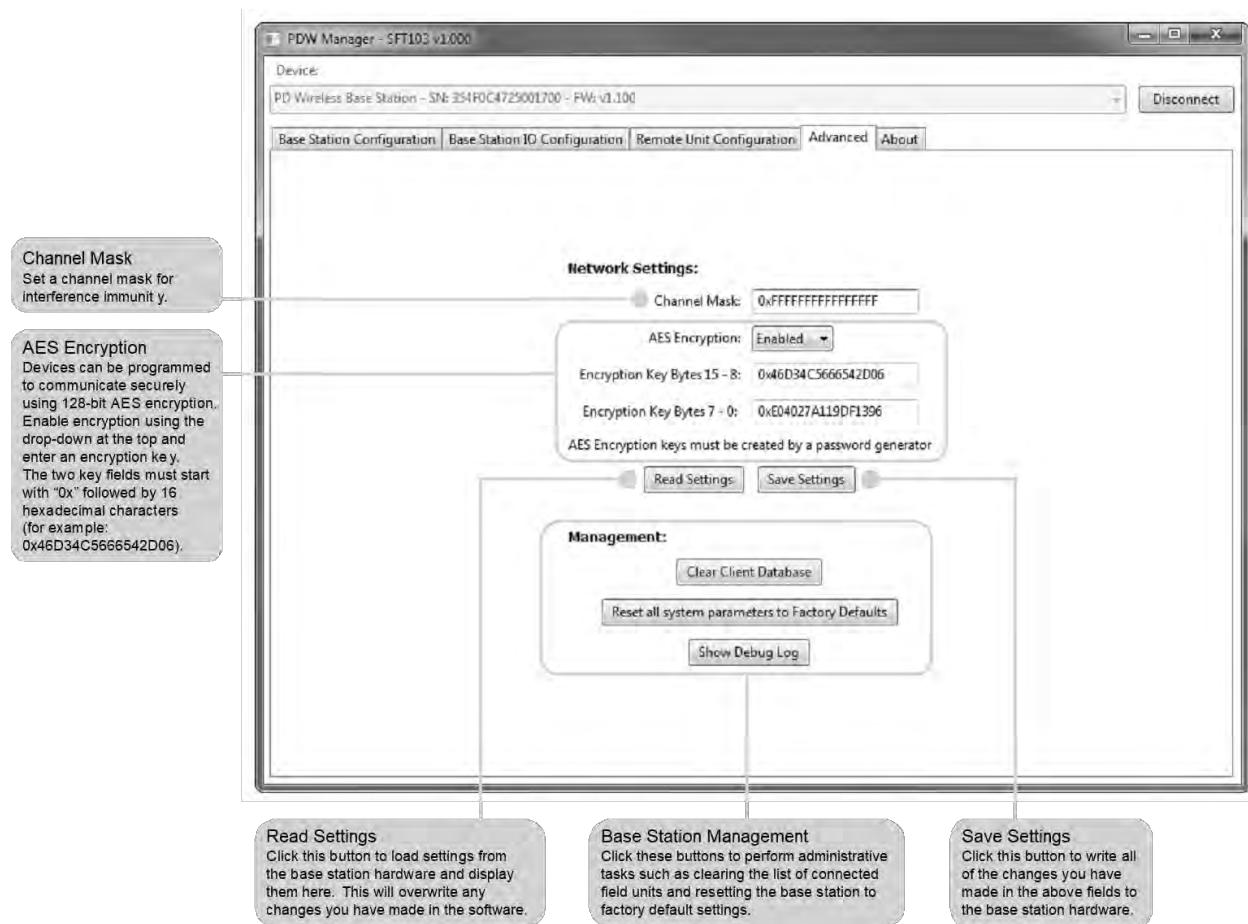 PDW Manager - SFT103 v1.000
Device:
PD Wireless Base Station - SN: 354F0C4725001700 - FW: v1.100
Disconnect
Base Station Configuration
Base Station IO Configuration
Remote Unit Configuration
Advanced
About
Channel Mask
Set a channel mask for
interference immunit y.
AES Encryption
Devices can be programmed
to communicate securely
using 128-bit AES encryption.
Enable encryption using the
drop-down at the top and
enter an encryption ke y.
The two key fields must start
with “0x” followed by 16
hexadecimal characters
(for example:
0x46D34C5666542D06).
Network Settings:
Channel Mask: 0xFFFFFFFFFFFFFFFF
AES Encryption: Enabled
Encryption Key Bytes 15 - 8: 0x46D34C5666542D06
Encryption Key Bytes 7 - 0: 0xE04027A119DF1396
AES Encryption keys must be created by a password generator
Read Settings
Save Settings
Management:
Clear Client Database
Reset all system parameters to Factory Defaults
Show Debug Log
Read Settings
Click this button to load settings from
the base station hardware and display
them here. This will overwrite any
changes you have made in the software.
Base Station Management
Click these buttons to perform administrative
tasks such as clearing the list of connected
field units and resetting the base station to
factory default settings.
Save Settings
Click this button to write all
of the changes you have
made in the above fields to
the base station hardware.